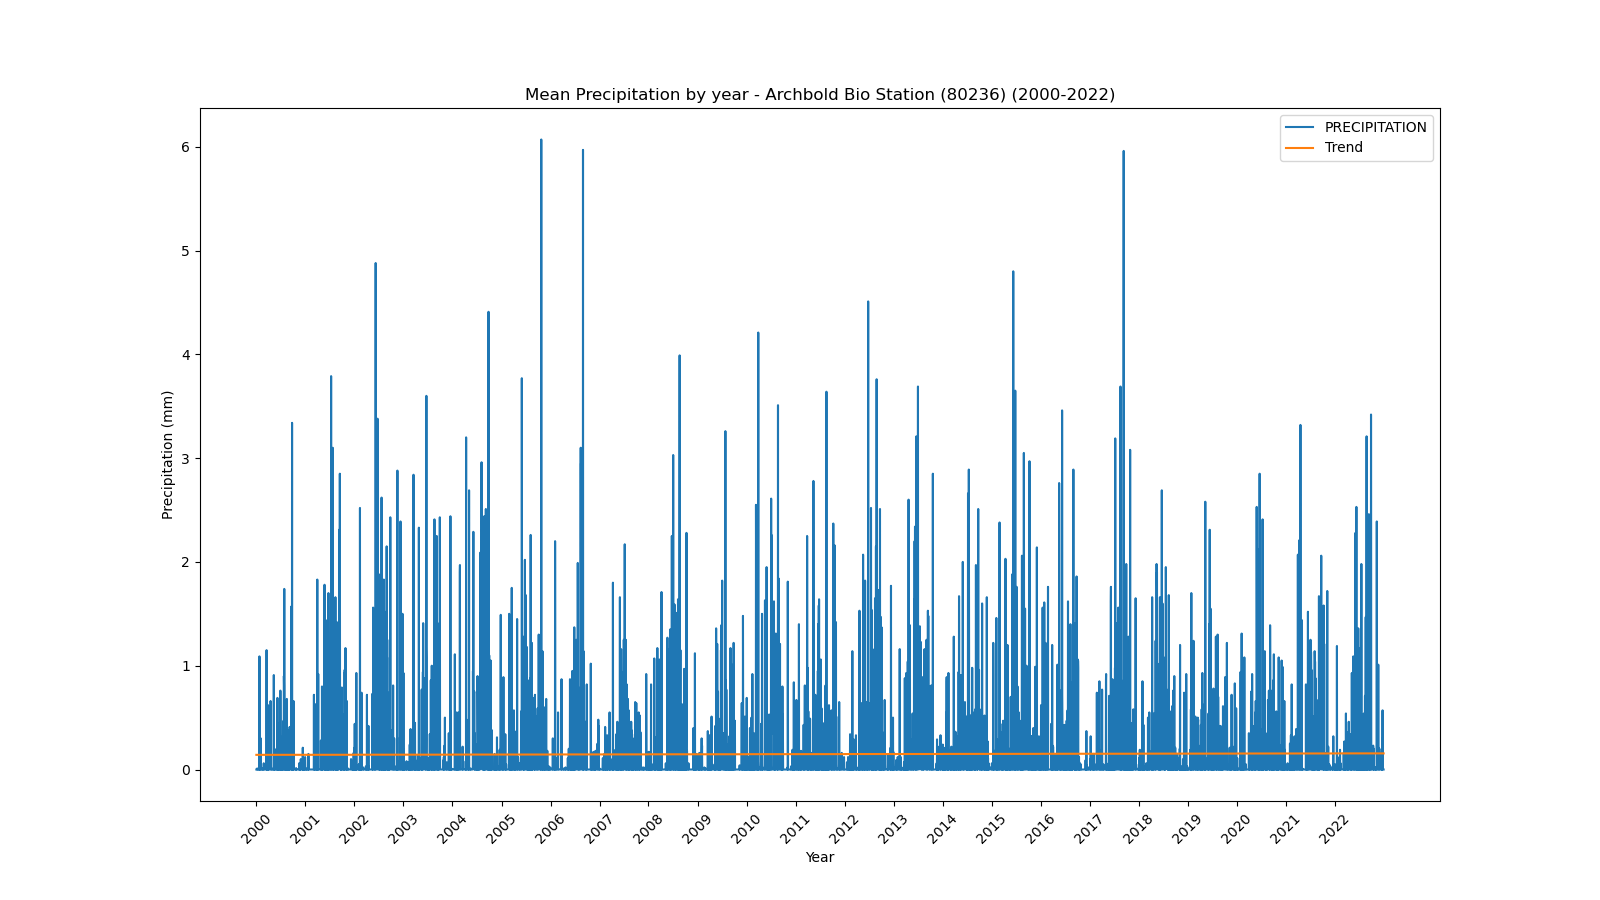 Mean Precipitation by year - Archbold Bio Station (80236) (2000-2022)
PRECIPITATION
Trend
6
5
4
3
2
1
0
Precipitation (mm)
2000 2001 2002 2003 2004 2005 2006 2007 2008 2009 2010 2011 2012 2013 2014 2015 2016 2017 2018 2019 2020 2021 2022
Year